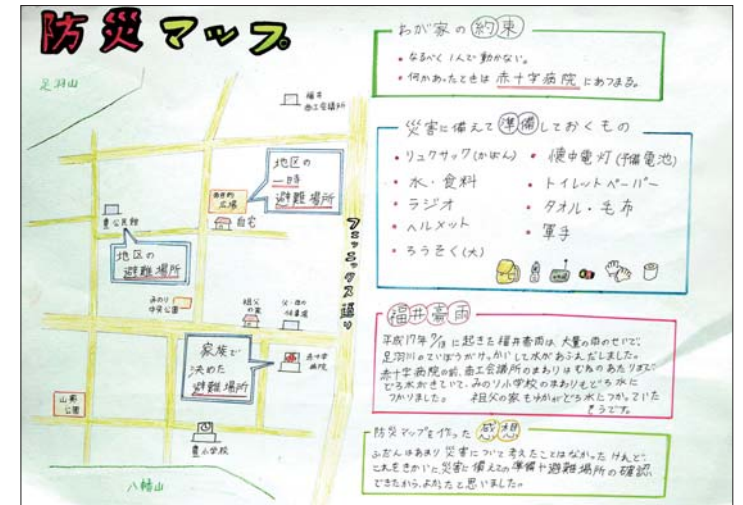 防災マップ
足羽山
福井
商工会議所
地区の
一時
避難場所
多目的
広場
自宅
豊公民館
地区の
避難場所
フェニックス通り
みのり
中央公園
祖父
の家
父・母の
仕事場
家族で
決めた
避難場所
赤十字
病院
公園
豊小学校
八幡山
わが家の約束
・なるべく1人で動かない。
・何かあったときは赤十字病院にあつまる。
災害に備えて準備しておくもの
・リュクサック(かばん)
・水・食料
・ラジオ
・ヘルメット
・ろうそく(大)
・懐中電灯(予備電池)
・トイレットペーパー
・タオル・毛布
・軍手
福井豪雨
平成17年7/18に起きた福井豪雨は、大量の雨のせいで、
足羽川のていぼうがけっかいして水があふれだしました。
赤十字病院の前、商工会議所のまわりはむねのあたりまで、
どろ水がきていて、みのり小学校のまわりもどろ水に
つかりました。 祖父の家もゆかがどろ水につかっていた
そうです。
防災マップを作った感想
ふだんはあまり災害について考えたことはなかったけれど、
これをきかいに、災害に備えての準備や避難場所の確認
できたから、よかったと思いました。